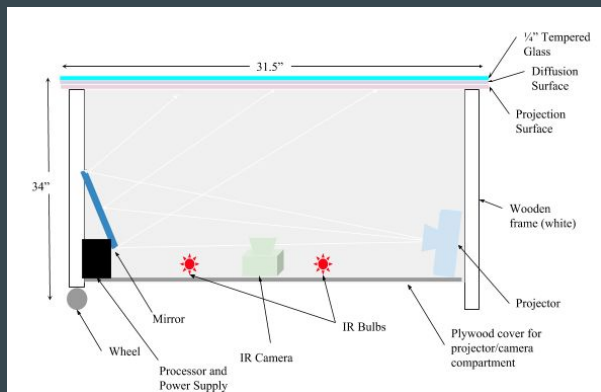 ¼” Tempered
Glass
31.5”
Diffusion
Surface
Projection
Surface
34”
Wooden
frame (white)
Projector
Mirror
IR Bulbs
IR Camera
Plywood cover for
projector/camera
compartment
Wheel
Processor and
Power Supply